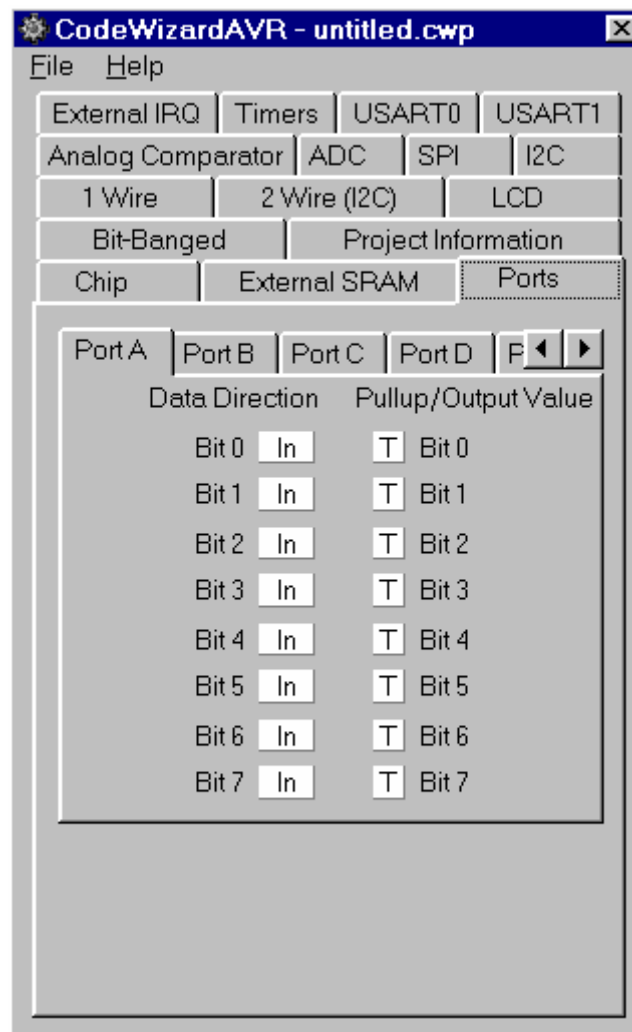 CodeWizardAVR - untitled.cwp
File Help
External IRQ Timers USART0 USART1
Analog Comparator ADC SPI I2C
1 Wire 2 Wire (I2C) LCD
Bit-Banged Project Information
Chip External SRAM Ports
Port A Port B Port C Port D P
Data Direction Pullup/Output Value
Bit 0 In T Bit 0
Bit 1 In T Bit 1
Bit 2 In T Bit 2
Bit 3 In T Bit 3
Bit 4 In T Bit 4
Bit 5 In T Bit 5
Bit 6 In T Bit 6
Bit 7 In T Bit 7